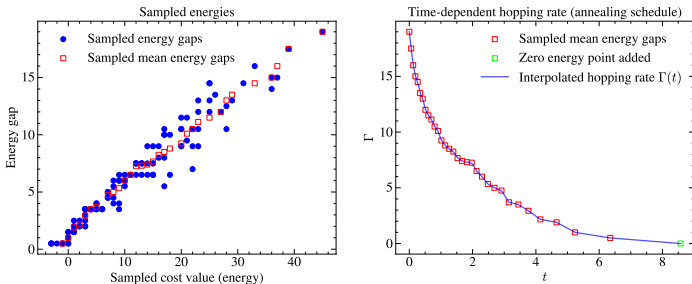 Sampled energies
Sampled energy gaps
Sampled mean energy gaps
Energy gap
0
5
10
15
0
10
20
30
40
Sampled cost value (energy)
Time-dependent hopping rate (annealing schedule)
Sampled mean energy gaps
Zero energy point added
Interpolated hopping rate Γ(t)
Γ
0
5
10
15
0
2
4
6
8
t